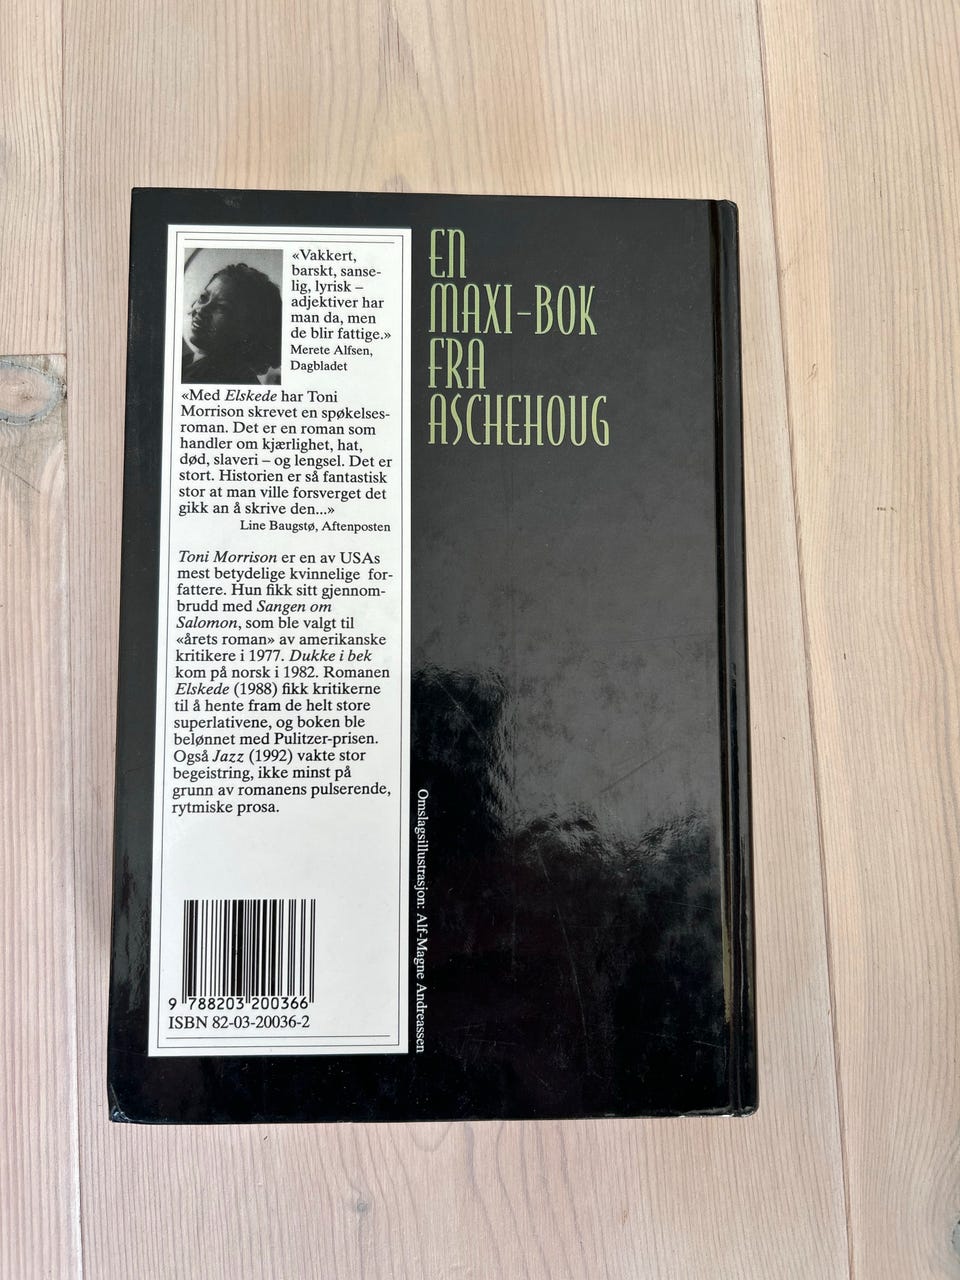 «Vakkert,
barskt, sanse-
lig, lyrisk –
adjektiver har
man da, men
de blir fattige.»
Merete Alfsen,
Dagbladet
«Med Elskede har Toni
Morrison skrevet en spøkelses-
roman. Det er en roman som
handler om kjærlighet, hat,
død, slaveri – og lengsel. Det er
stort. Historien er så fantastisk
stor at man ville forsverget det
gikk an å skrive den...»
Line Baugstø, Aftenposten
Toni Morrison er en av USAs
mest betydelige kvinnelige for-
fattere. Hun fikk sitt gjennom-
brudd med Sangen om
Salomon, som ble valgt til
«årets roman» av amerikanske
kritikere i 1977. Dukke i bek
kom på norsk i 1982. Romanen
Elskede (1988) fikk kritikerne
til å hente fram de helt store
superlativene, og boken ble
belønnet med Pulitzer-prisen.
Også Jazz (1992) vakte stor
begeistring, ikke minst på
grunn av romanens pulserende,
rytmiske prosa.
9 788203 200366
ISBN 82-03-20036-2
Omslagsillustrasjon: Alf-Magne Andreassen
EN
MAXI-BOK
FRA
ASCHEHOUG